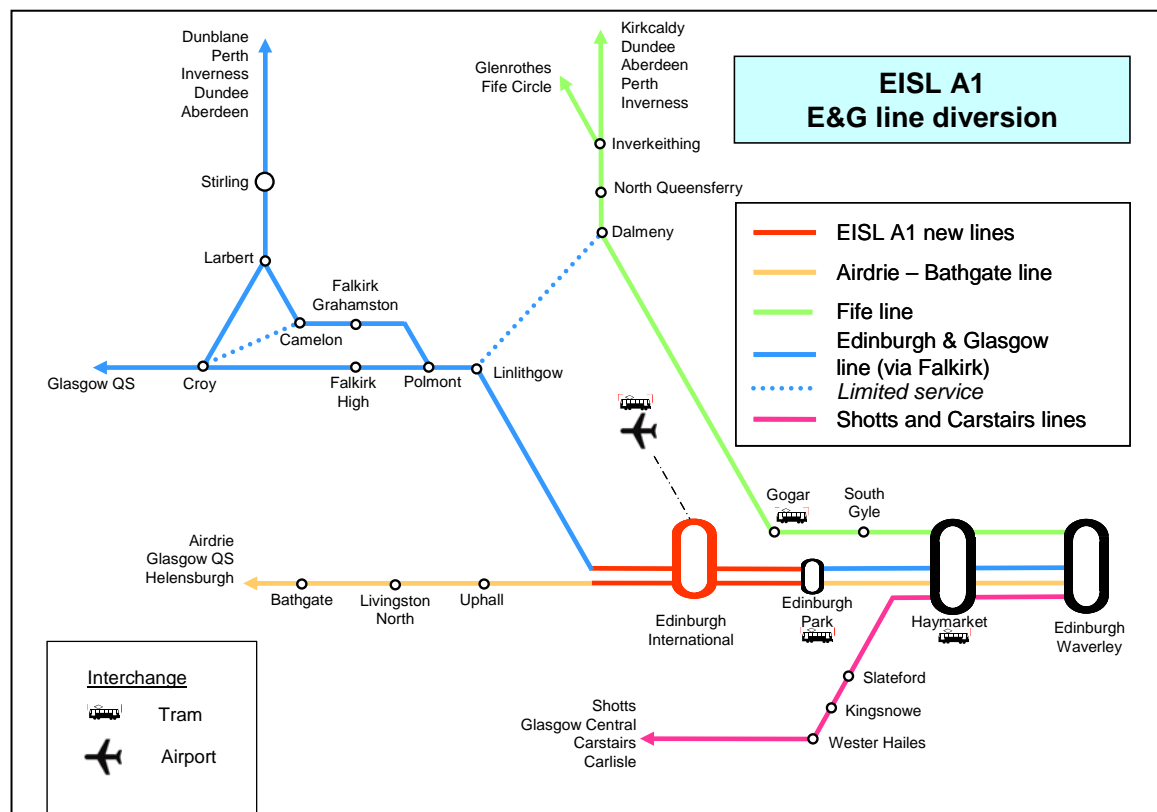 Dunblane
Perth
Inverness
Dundee
Aberdeen
Kirkcaldy
Dundee
Aberdeen
Perth
Inverness
Glenrothes
Fife Circle
EISL A1
E&G line diversion
Inverkeithing
Stirling
North Queensferry
Dalmeny
EISL A1 new lines
Airdrie – Bathgate line
Fife line
Edinburgh & Glasgow
line (via Falkirk)
Limited service
Shotts and Carstairs lines
Larbert
Falkirk
Grahamston
Camelon
Glasgow QS
Croy
Falkirk
High
Polmont
Linlithgow
Gogar
South
Gyle
Airdrie
Glasgow QS
Helensburgh
Bathgate
Livingston
North
Uphall
Edinburgh
International
Edinburgh
Park
Haymarket
Edinburgh
Waverley
Slateford
Kingsnowe
Wester Hailes
Shotts
Glasgow Central
Carstairs
Carlisle
Interchange
Tram
Airport